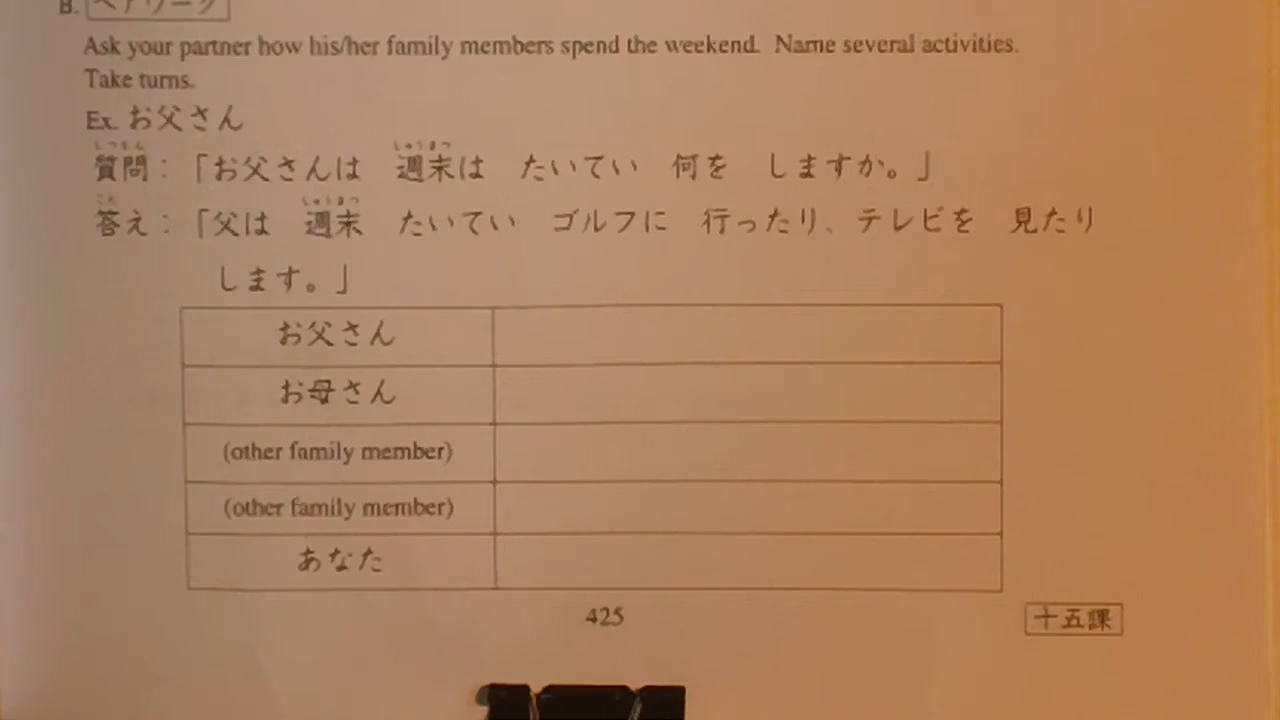 B. ペアワーク
Ask your partner how his/her family members spend the weekend. Name several activities.
Take turns.
Ex. お父さん
しつもん しゅうまつ
質問：「お父さんは 週末は たいてい 何を しますか。」
こた しゅうまつ
答え：「父は 週末 たいてい ゴルフに 行ったり、テレビを 見たり
します。」
お父さん
お母さん
(other family member)
(other family member)
あなた
425
十五課